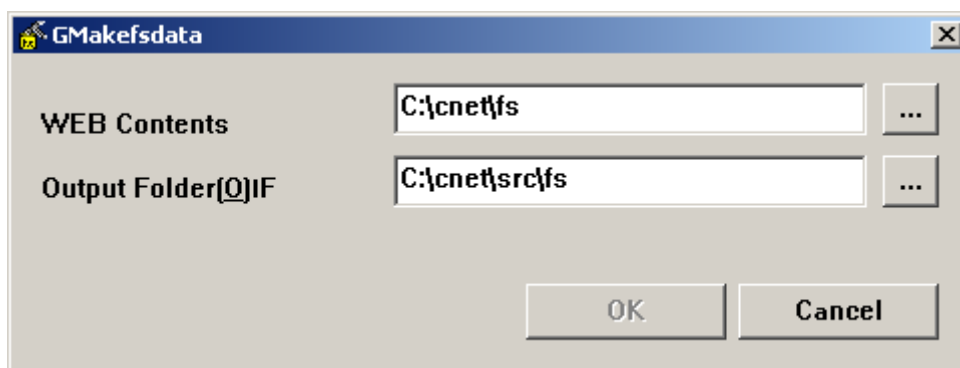 GMakefsdata
WEB Contents
C:\cnet\fs
...
Output Folder(O)IF
C:\cnet\src\fs
...
OK
Cancel